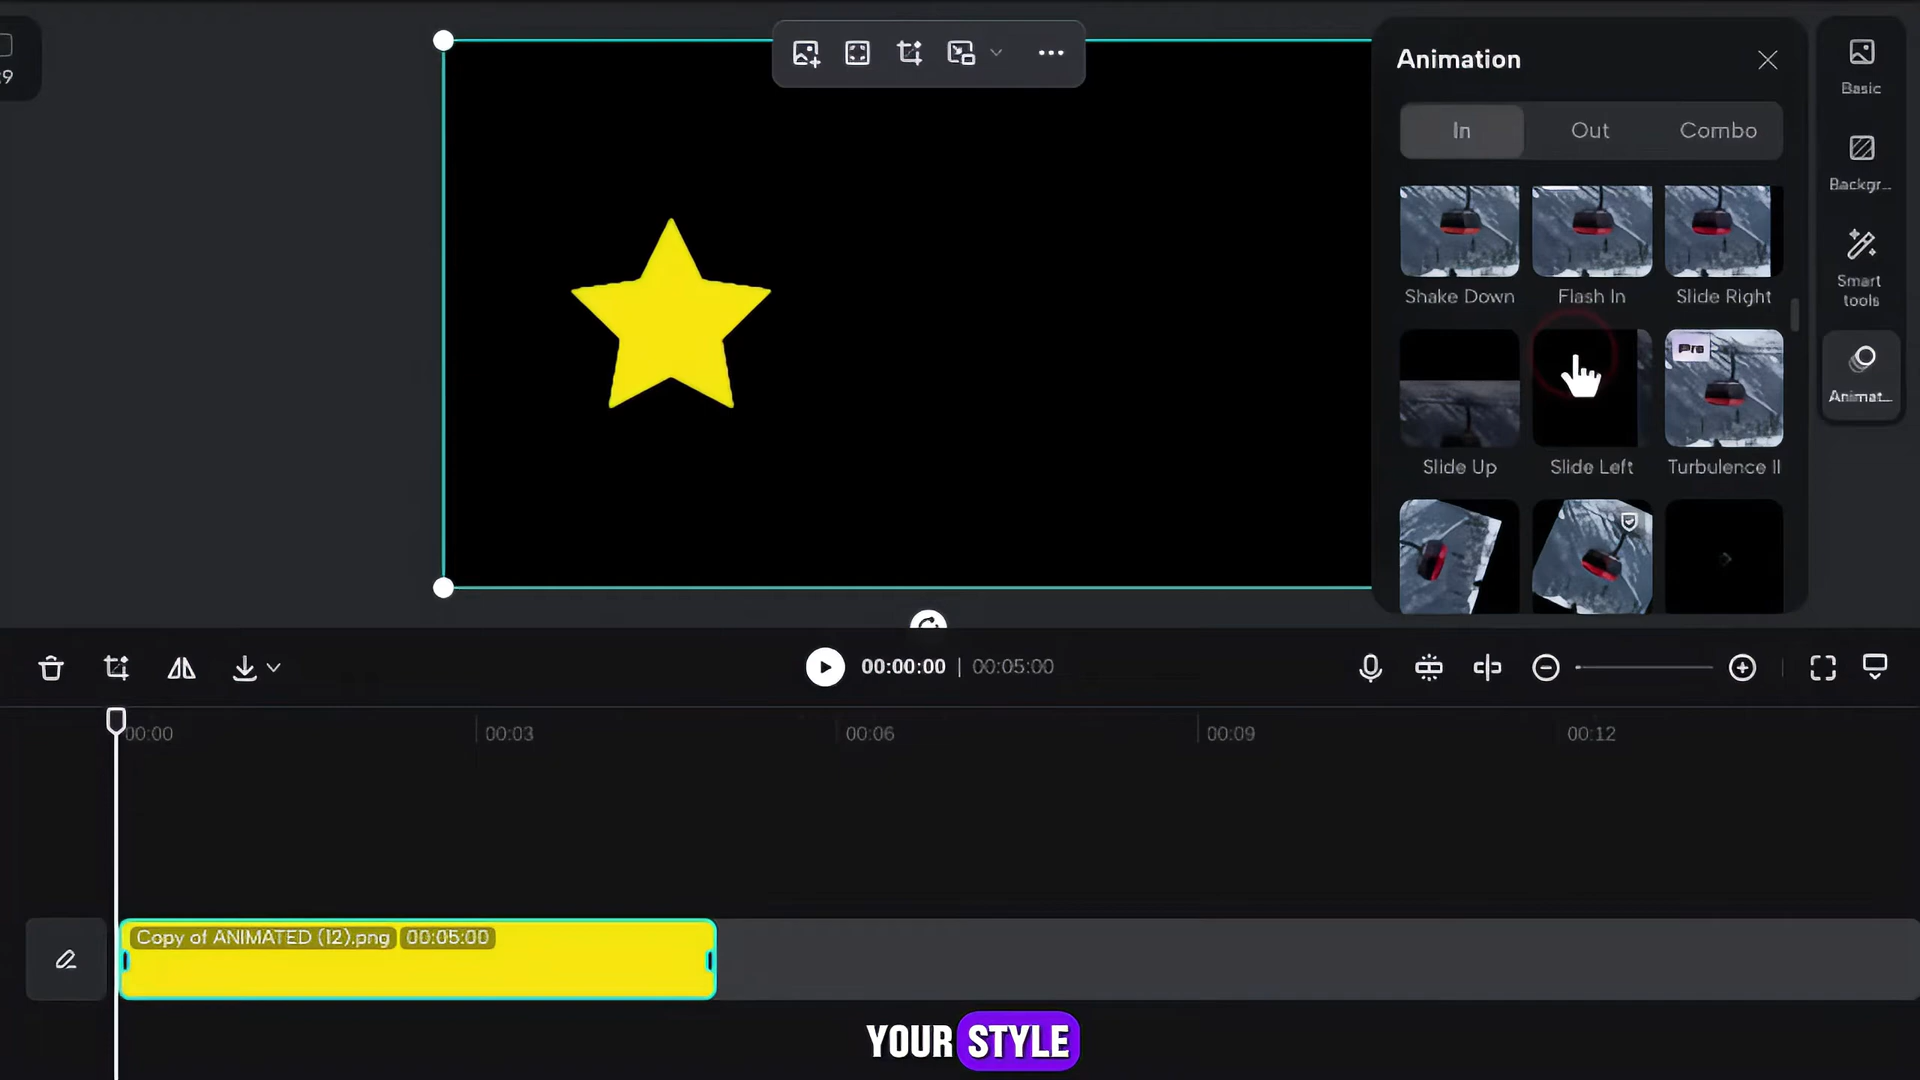 :9
Animation
In
Out
Combo
Shake Down
Flash In
Slide Right
Pro
Slide Up
Slide Left
Turbulence II
Basic
Backgr...
Smart
tools
Animat...
00:00:00 | 00:05:00
00:00
00:03
00:06
00:09
00:12
Copy of ANIMATED (12).png 00:05:00
YOUR STYLE